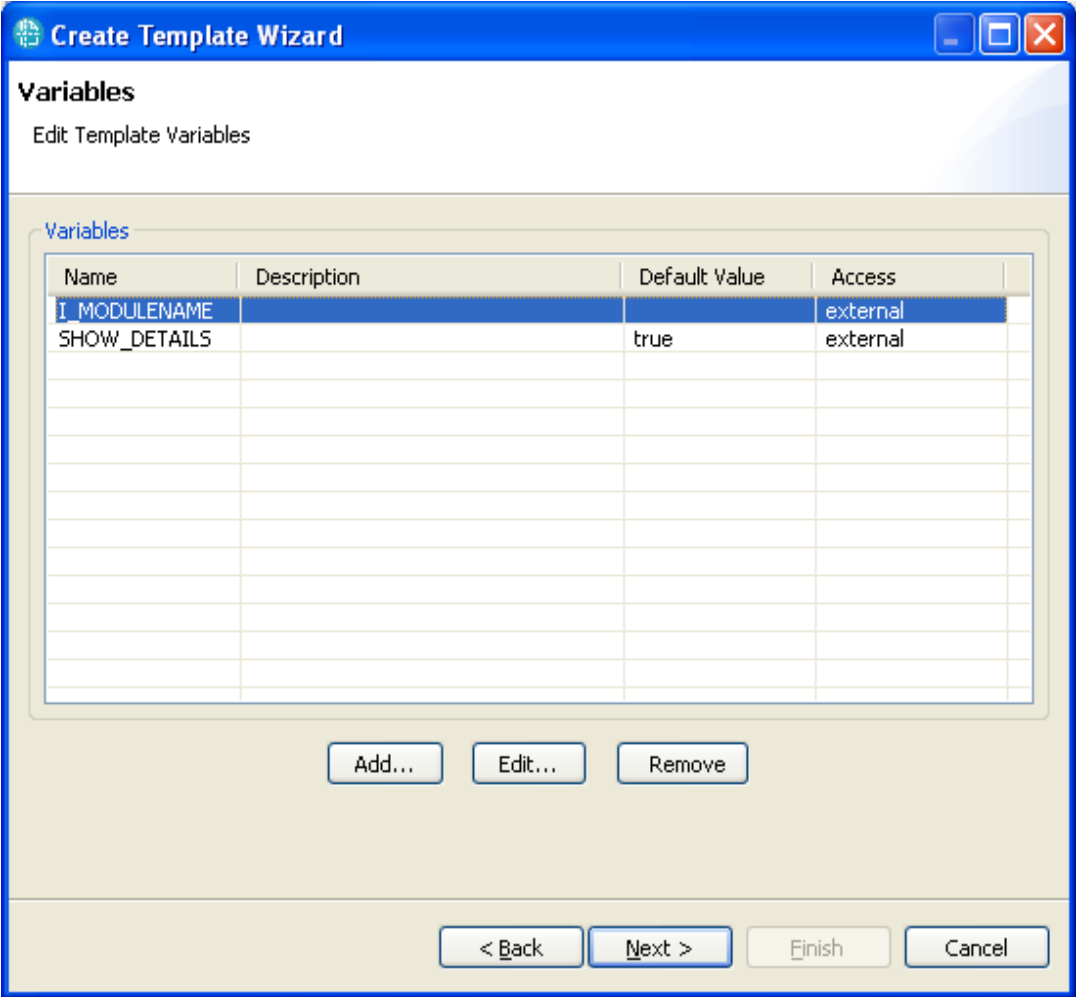 Create Template Wizard
Variables
Edit Template Variables
Variables
Name Description Default Value Access
I_MODULENAME external
SHOW_DETAILS true external
Add... Edit... Remove
< Back Next > Finish Cancel